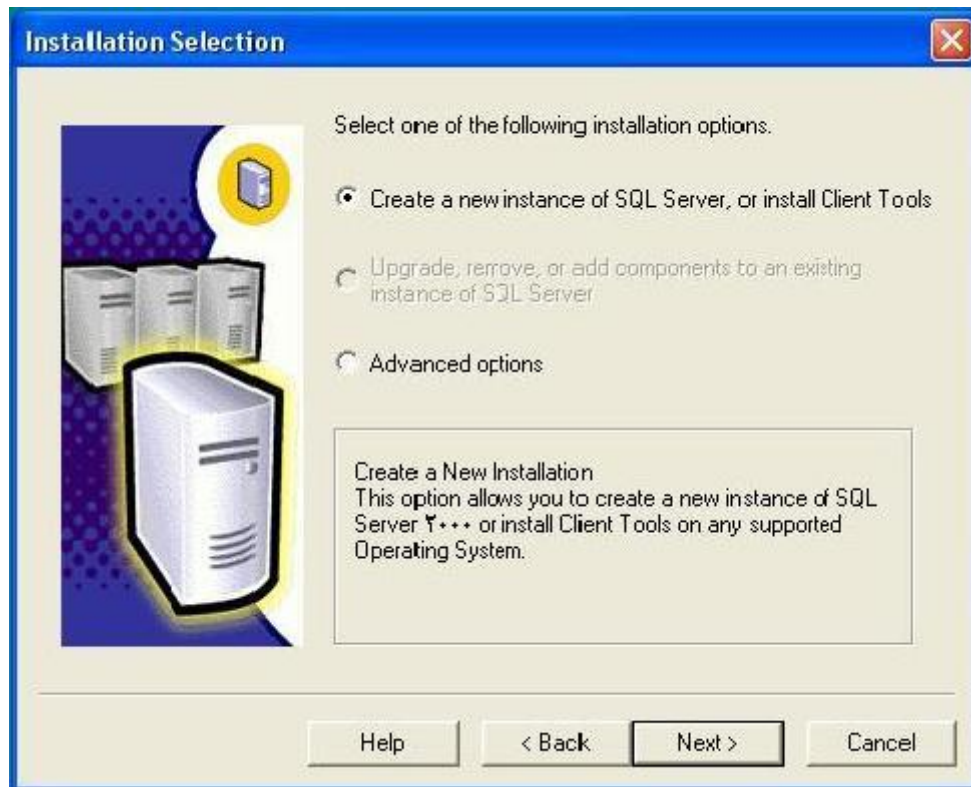 Installation Selection
Select one of the following installation options.
Create a new instance of SQL Server, or install Client Tools
Upgrade, remove, or add components to an existing
instance of SQL Server
Advanced options
Create a New Installation
This option allows you to create a new instance of SQL
Server ۲۰۰۰ or install Client Tools on any supported
Operating System.
Help
< Back
Next >
Cancel